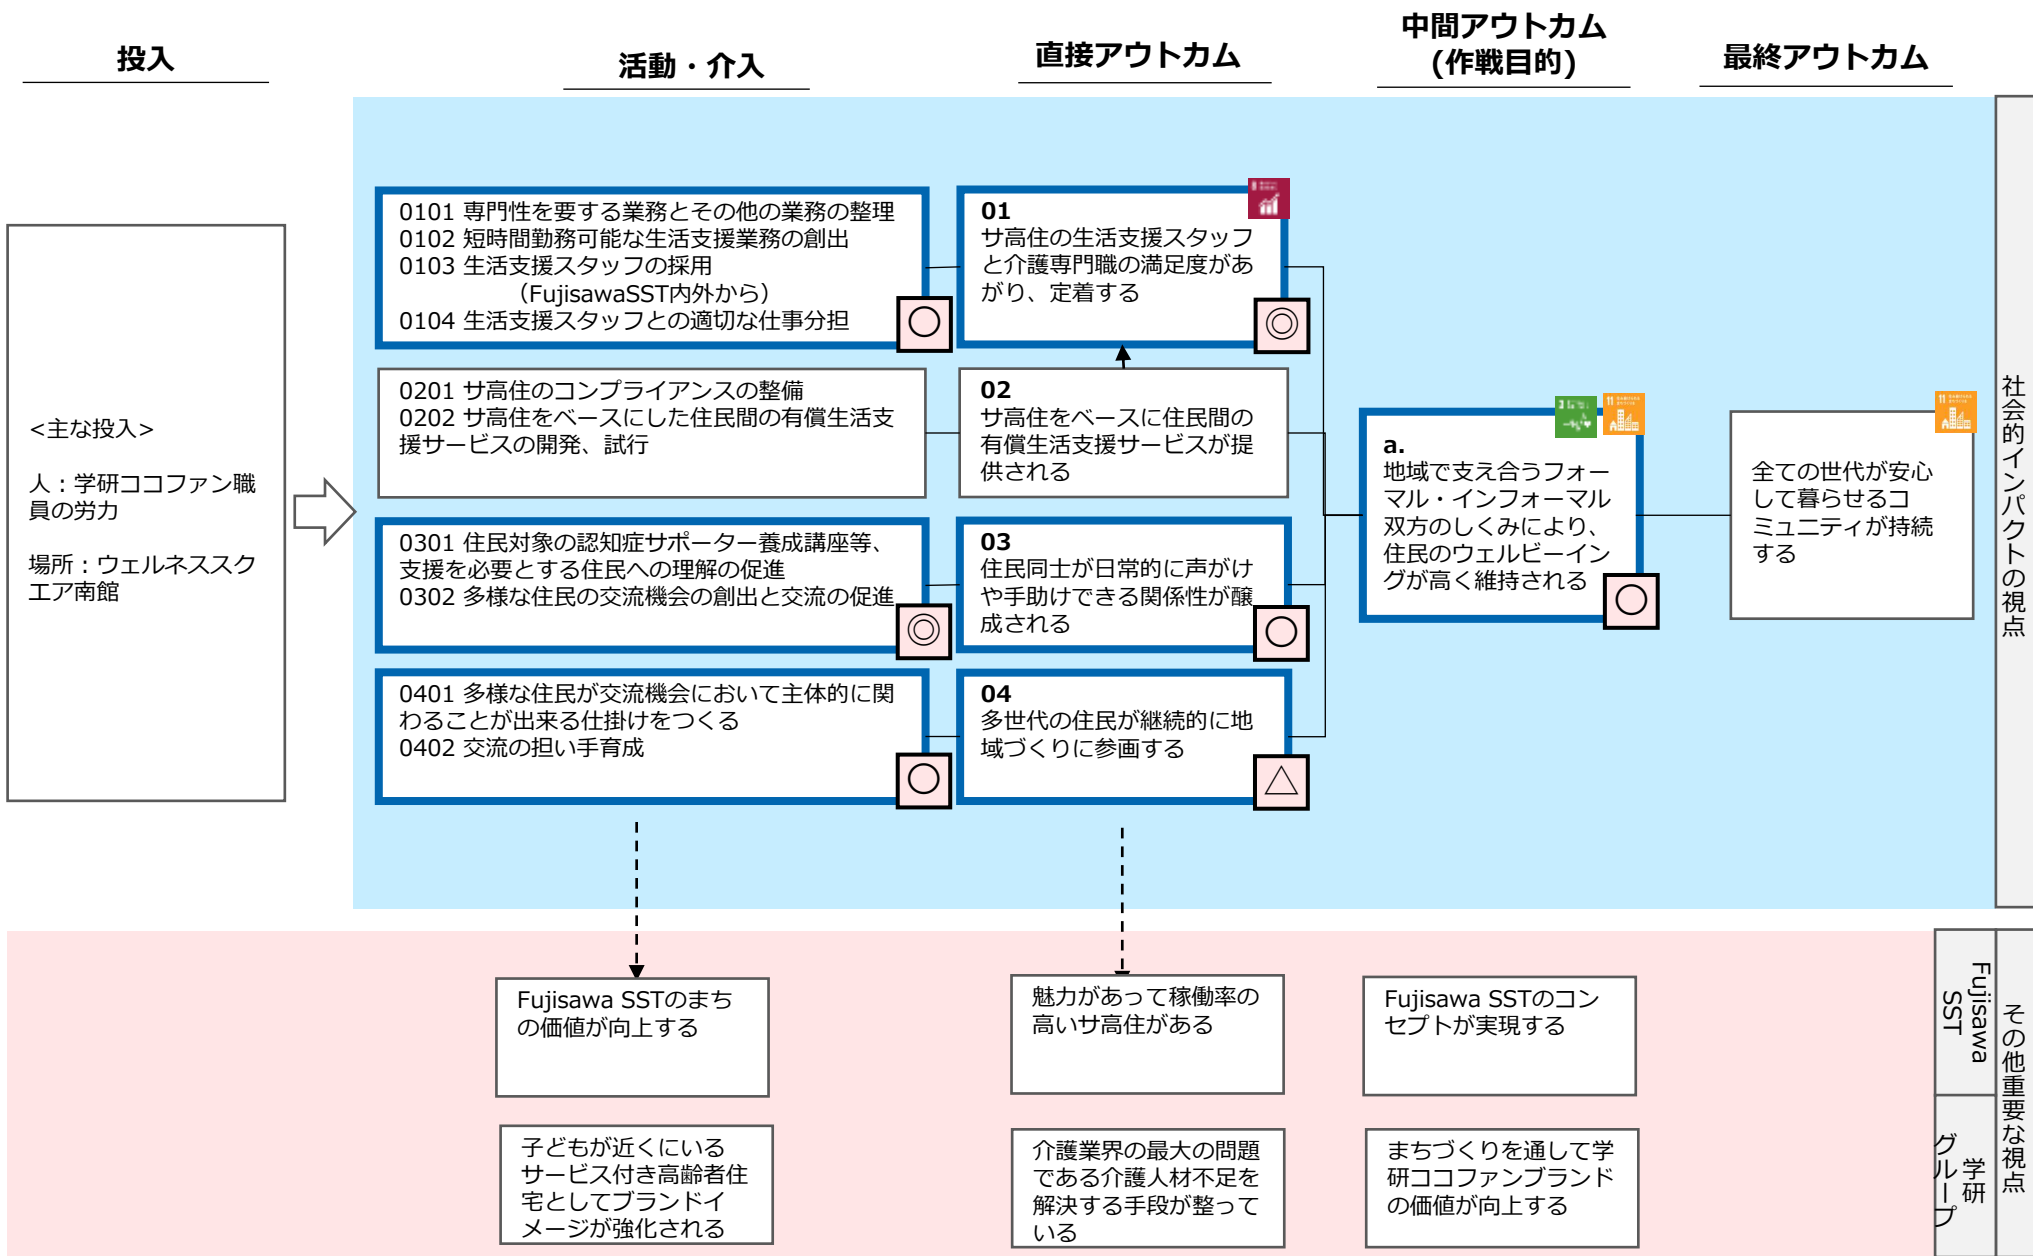 投入
活動・介入
直接アウトカム
中間アウトカム
(作戦目的)
最終アウトカム
<主な投入>
人：学研ココファン職
員の労力
場所：ウェルネススク
エア南館
0101 専門性を要する業務とその他の業務の整理
0102 短時間勤務可能な生活支援業務の創出
0103 生活支援スタッフの採用
（FujisawaSST内外から）
0104 生活支援スタッフとの適切な仕事分担
○
01
サ高住の生活支援スタッフ
と介護専門職の満足度があ
がり、定着する
◎
0201 サ高住のコンプライアンスの整備
0202 サ高住をベースにした住民間の有償生活支
援サービスの開発、試行
02
サ高住をベースに住民間の
有償生活支援サービスが提
供される
0301 住民対象の認知症サポーター養成講座等、
支援を必要とする住民への理解の促進
0302 多様な住民の交流機会の創出と交流の促進
◎
03
住民同士が日常的に声がけ
や手助けできる関係性が醸
成される
○
0401 多様な住民が交流機会において主体的に関
わることが出来る仕掛けをつくる
0402 交流の担い手育成
○
04
多世代の住民が継続的に地
域づくりに参画する
△
a.
地域で支え合うフォー
マル・インフォーマル
双方のしくみにより、
住民のウェルビーイン
グが高く維持される
○
11
11
全ての世代が安心
して暮らせるコ
ミュニティが持続
する
社会的インパクトの視点
Fujisawa SSTのまち
の価値が向上する
魅力があって稼働率の
高いサ高住がある
Fujisawa SSTのコン
セプトが実現する
子どもが近くにいる
サービス付き高齢者住
宅としてブランドイ
メージが強化される
介護業界の最大の問題
である介護人材不足を
解決する手段が整って
いる
まちづくりを通して学
研ココファンブランド
の価値が向上する
Fujisawa
SST
学研
グループ
その他重要な視点